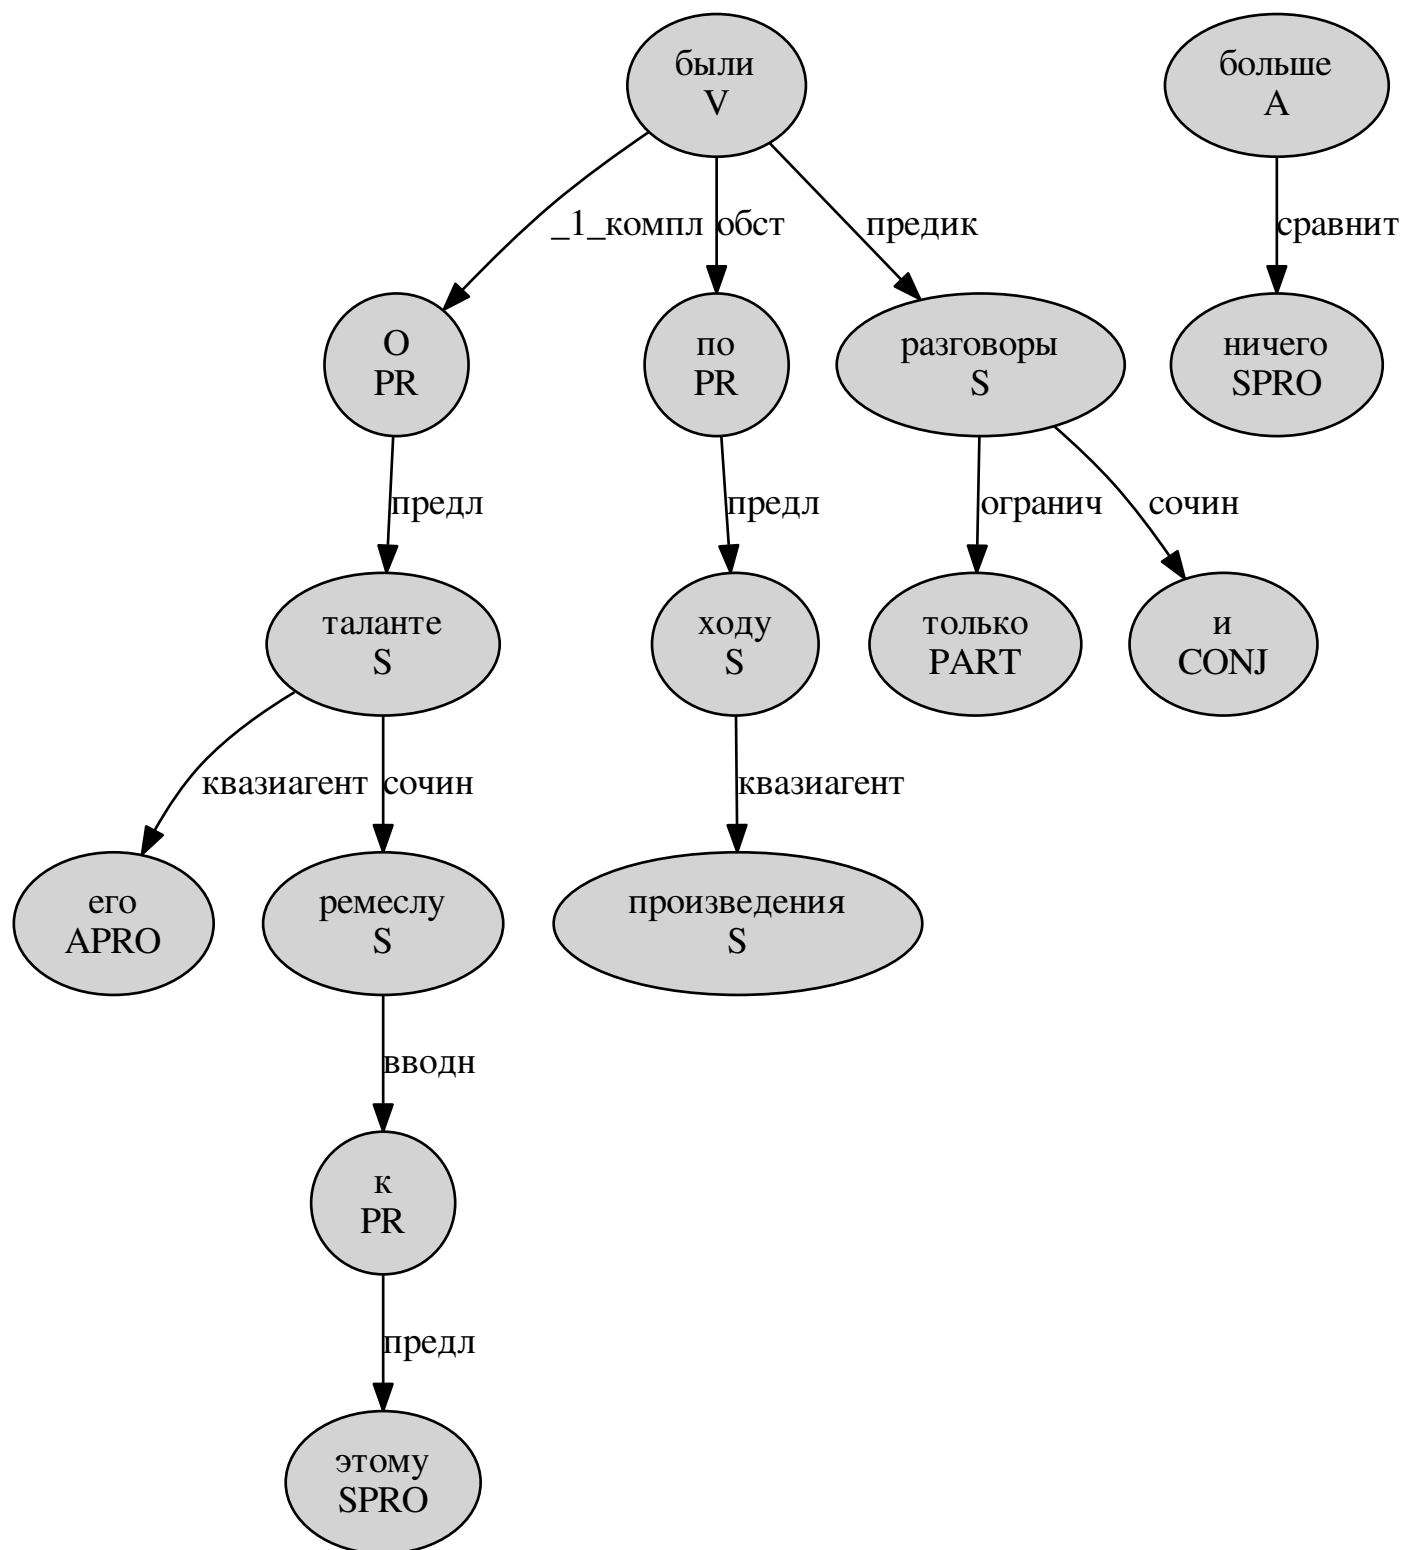 были
V
больше
A
_1_компл
обст
предик
сравнит
О
PR
по
PR
разговоры
S
ничего
SPRO
предл
предл
огранич
сочин
таланте
S
ходу
S
только
PART
и
CONJ
квазиагент
сочин
квазиагент
его
APRO
ремеслу
S
произведения
S
вводн
к
PR
предл
этому
SPRO